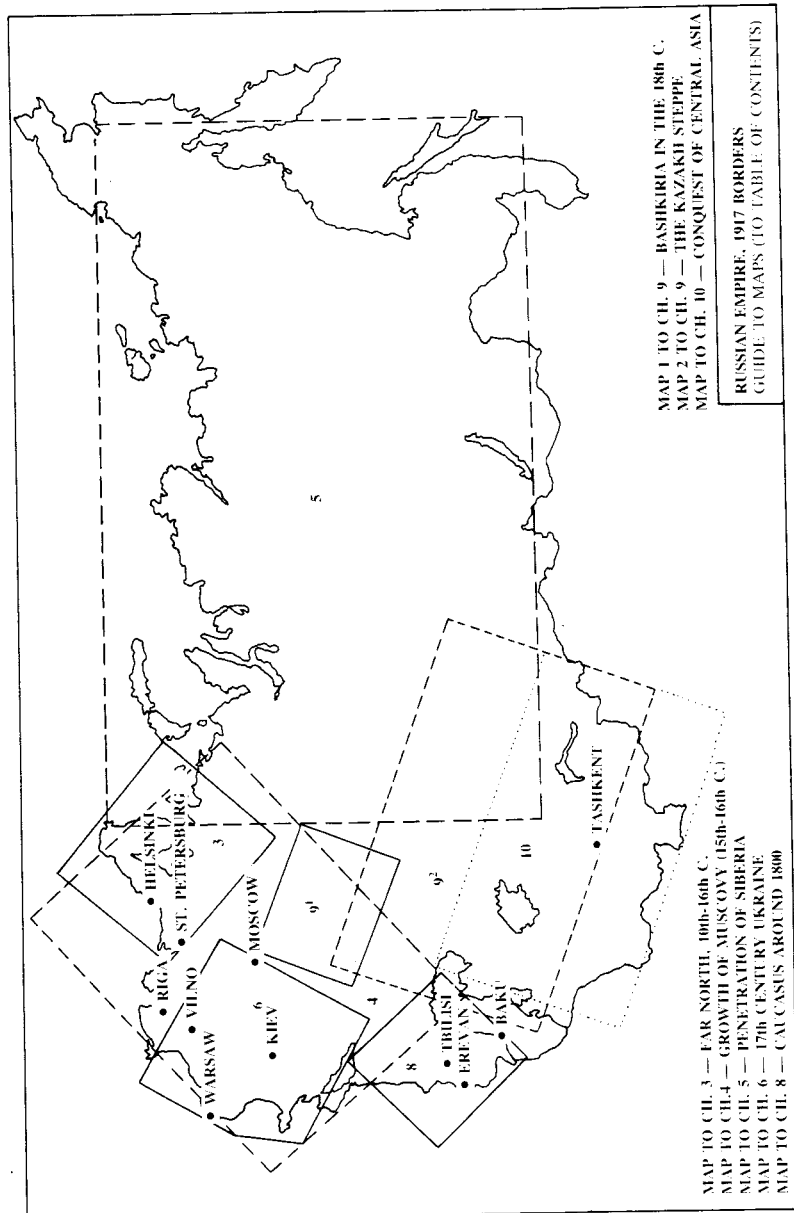 HELSINKI
ST. PETERSBURG
RIGA
VILNO
WARSAW
MOSCOW
KIEV
TBILISI
EREVAN
BAKU
TASHKENT
3
3
4
5
6
8
9¹
9²
10
MAP TO CH. 3 — FAR NORTH, 10th-16th C.
MAP TO CH.4 — GROWTH OF MUSCOVY (15th-16th C.)
MAP TO CH. 5 — PENETRATION OF SIBERIA
MAP TO CH. 6 — 17th CENTURY UKRAINE
MAP TO CH. 8 — CAUCASUS AROUND 1800
MAP 1 TO CH. 9 — BASHKIRIA IN THE 18th C.
MAP 2 TO CH. 9 — THE KAZAKH STEPPE
MAP TO CH. 10 — CONQUEST OF CENTRAL ASIA
RUSSIAN EMPIRE, 1917 BORDERS
GUIDE TO MAPS (TO TABLE OF CONTENTS)